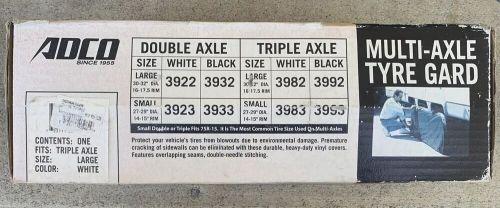 ADCO
SINCE 1955
DOUBLE AXLE TRIPLE AXLE
SIZE WHITE BLACK SIZE WHITE BLACK
LARGE 3922 3932 LARGE 3982 3992
30-32" DIA. 30-32" DIA.
16-17.5 RIM 16-17.5 RIM
SMALL 3923 3933 SMALL 3983 3993
27-29" DIA. 27-29" DIA.
14-15" RIM 14-15" RIM
Small Double or Triple Fits 75R-15. It Is The Most Common Tire Size Used On Multi-Axles
Protect your vehicle's tires from blowouts due to environmental damage. Premature
cracking of sidewalls can be eliminated with these durable, heavy-duty vinyl covers.
Features overlapping seams, double-needle stitching.
MULTI-AXLE
TYRE GARD
CONTENTS: ONE
FITS: TRIPLE AXLE
SIZE: LARGE
COLOR: WHITE